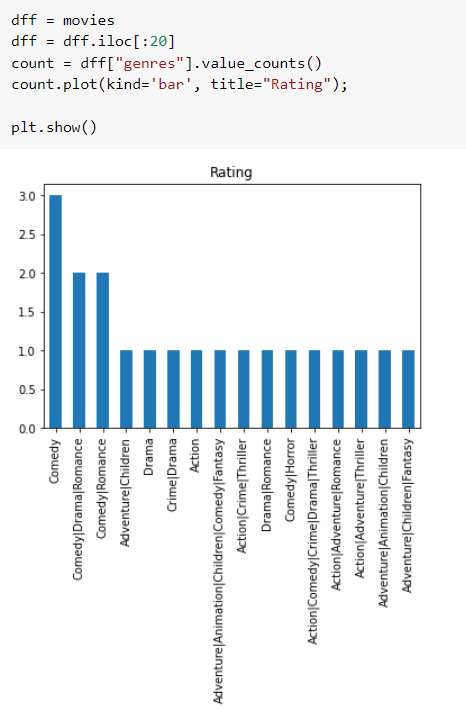 dff = movies
dff = dff.iloc[:20]
count = dff["genres"].value_counts()
count.plot(kind='bar', title="Rating");
plt.show()
Rating
3.0
2.5
2.0
1.5
1.0
0.5
0.0
Comedy
Comedy|Drama|Romance
Comedy|Romance
Adventure|Children
Drama
Crime|Drama
Action
Adventure|Animation|Children|Comedy|Fantasy
Action|Crime|Thriller
Drama|Romance
Comedy|Horror
Action|Comedy|Crime|Drama|Thriller
Action|Adventure|Romance
Action|Adventure|Thriller
Adventure|Animation|Children
Adventure|Children|Fantasy